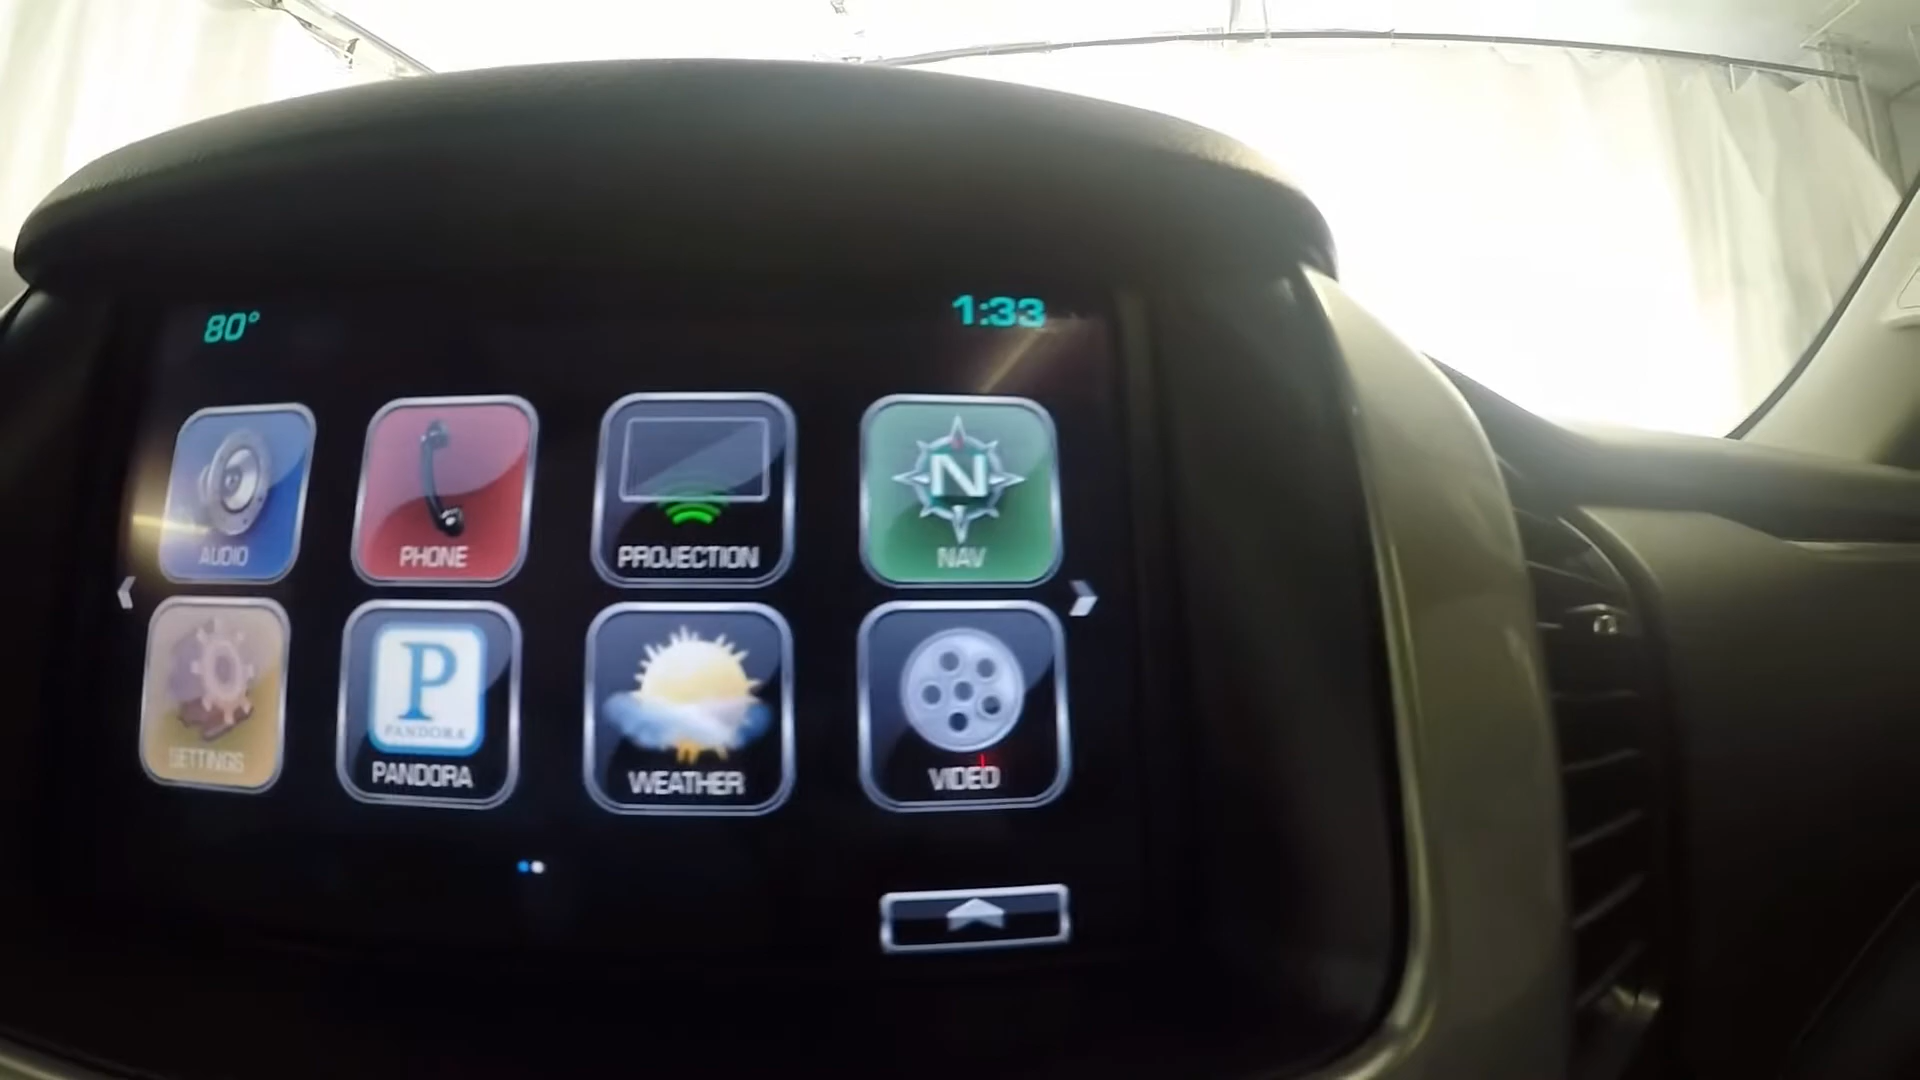 80°
1:33
AUDIO
PHONE
PROJECTION
N
NAV
SETTINGS
P
PANDORA
PANDORA
WEATHER
VIDEO